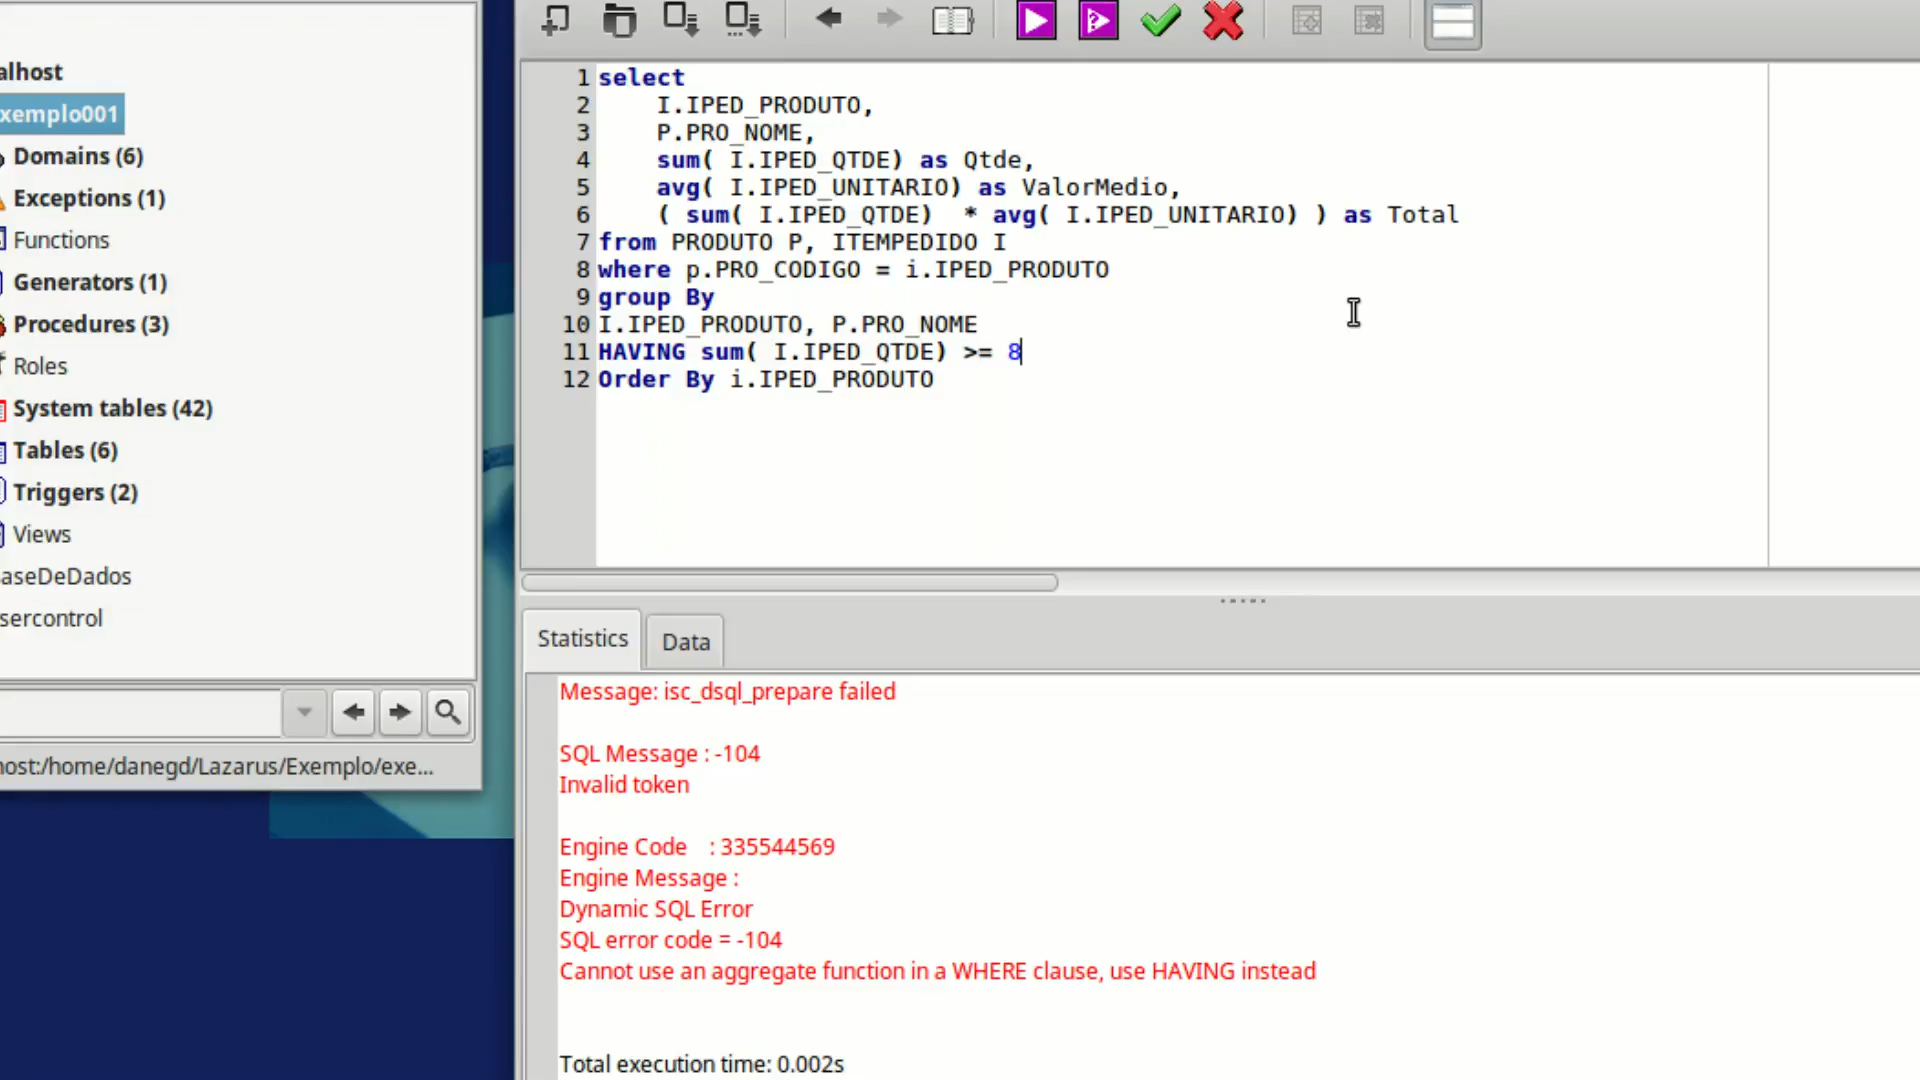 alhost
xemplo001
Domains (6)
Exceptions (1)
Functions
Generators (1)
Procedures (3)
Roles
System tables (42)
Tables (6)
Triggers (2)
Views
aseDeDados
sercontrol
ost:/home/danegd/Lazarus/Exemplo/exe...
1 select
2 I.IPED_PRODUTO,
3 P.PRO_NOME,
4 sum( I.IPED_QTDE) as Qtde,
5 avg( I.IPED_UNITARIO) as ValorMedio,
6 ( sum( I.IPED_QTDE)  * avg( I.IPED_UNITARIO) ) as Total
7 from PRODUTO P, ITEMPEDIDO I
8 where p.PRO_CODIGO = i.IPED_PRODUTO
9 group By
10 I.IPED_PRODUTO, P.PRO_NOME
11 HAVING sum( I.IPED_QTDE) >= 8
12 Order By i.IPED_PRODUTO
Statistics Data
Message: isc_dsql_prepare failed
SQL Message : -104
Invalid token
Engine Code : 335544569
Engine Message :
Dynamic SQL Error
SQL error code = -104
Cannot use an aggregate function in a WHERE clause, use HAVING instead
Total execution time: 0.002s